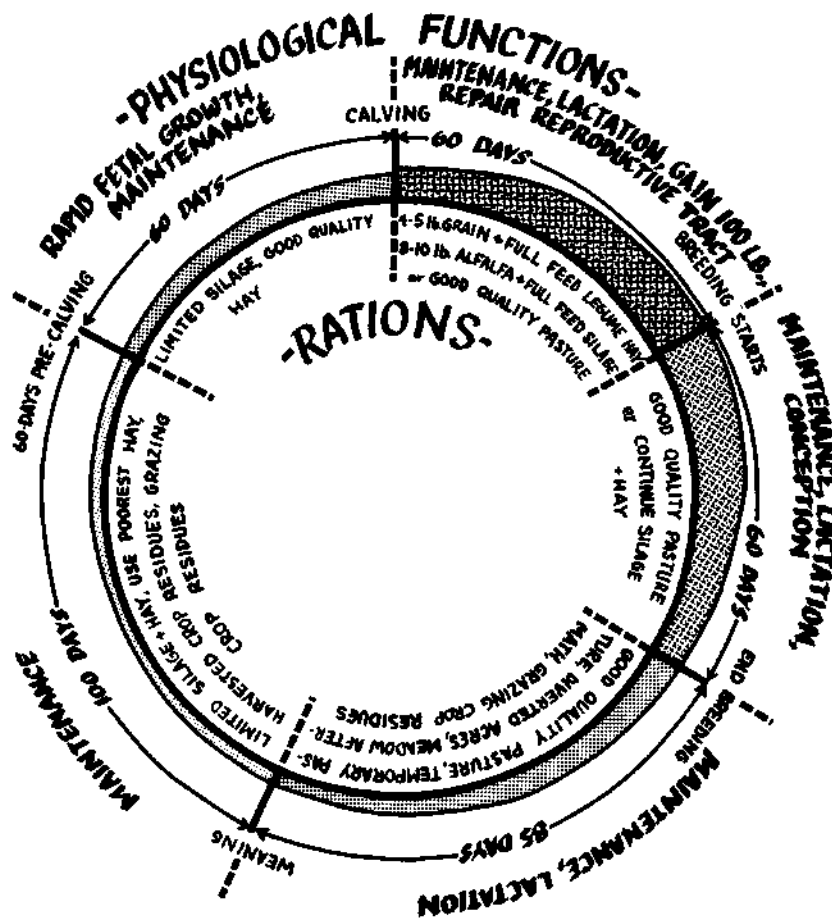 -PHYSIOLOGICAL FUNCTIONS-
CALVING
MAINTENANCE, LACTATION, GAIN 100 LB.,
REPAIR REPRODUCTIVE TRACT
60 DAYS
4-5 lb. GRAIN + FULL FEED LEGUME HAY
8-10 lb. ALFALFA + FULL FEED SILAGE
or GOOD QUALITY PASTURE
BREEDING STARTS
MAINTENANCE, LACTATION,
CONCEPTION
60 DAYS
GOOD QUALITY PASTURE
or CONTINUE SILAGE
+ HAY
END BREEDING
MAINTENANCE, LACTATION
85 DAYS
GOOD QUALITY PASTURE, TEMPORARY PAS-
TURE, DIVERTED ACRES, MEADOW AFTER-
MATH, GRAZING CROP RESIDUES
WEANING
MAINTENANCE
100 DAYS
LIMITED SILAGE + HAY, USE POOREST HAY,
HARVESTED CROP RESIDUES, GRAZING
CROP RESIDUES
60-DAYS PRE-CALVING
RAPID FETAL GROWTH,
MAINTENANCE
60 DAYS
LIMITED SILAGE, GOOD QUALITY
HAY
-RATIONS-